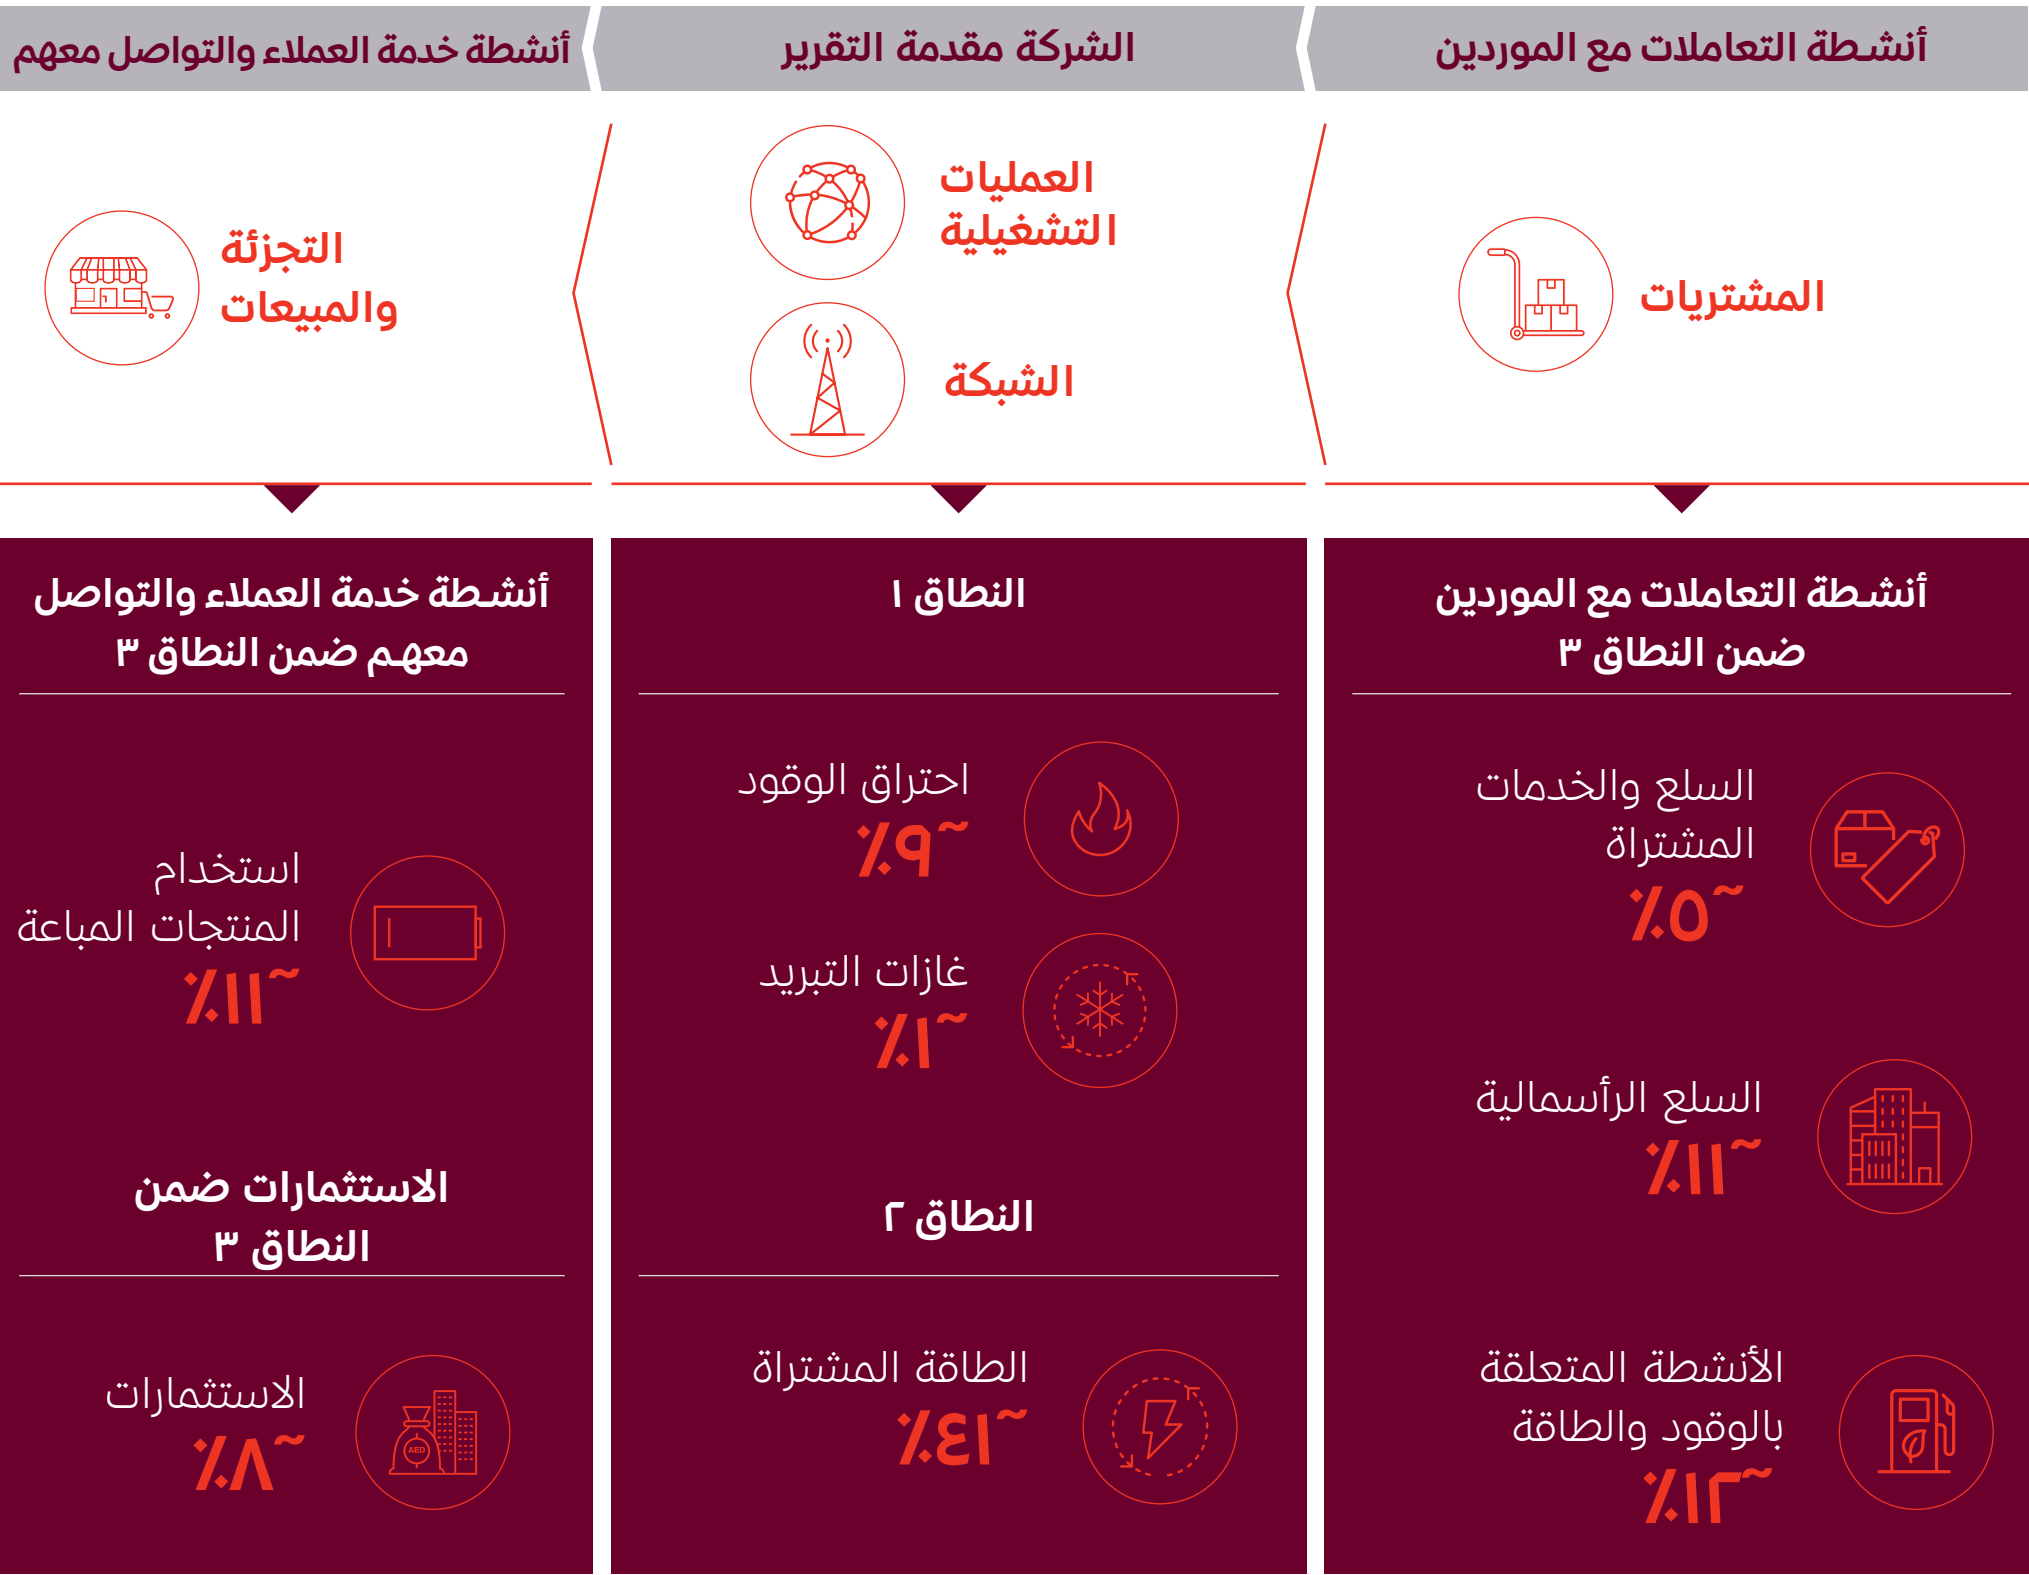 أنشطة التعاملات مع الموردين
الشركة مقدمة التقرير
أنشطة خدمة العملاء والتواصل معهم
المشتريات
العمليات
التشغيلية
الشبكة
التجزئة
والمبيعات
أنشطة التعاملات مع الموردين
ضمن النطاق ٣
السلع والخدمات
المشتراة
~٥٪
السلع الرأسمالية
~١١٪
الأنشطة المتعلقة
بالوقود والطاقة
~١٢٪
النطاق ١
احتراق الوقود
~٩٪
غازات التبريد
~١٪
النطاق ٢
الطاقة المشتراة
~٤١٪
أنشطة خدمة العملاء والتواصل
معهم ضمن النطاق ٣
استخدام
المنتجات المباعة
~١١٪
الاستثمارات ضمن
النطاق ٣
الاستثمارات
~٨٪
AED